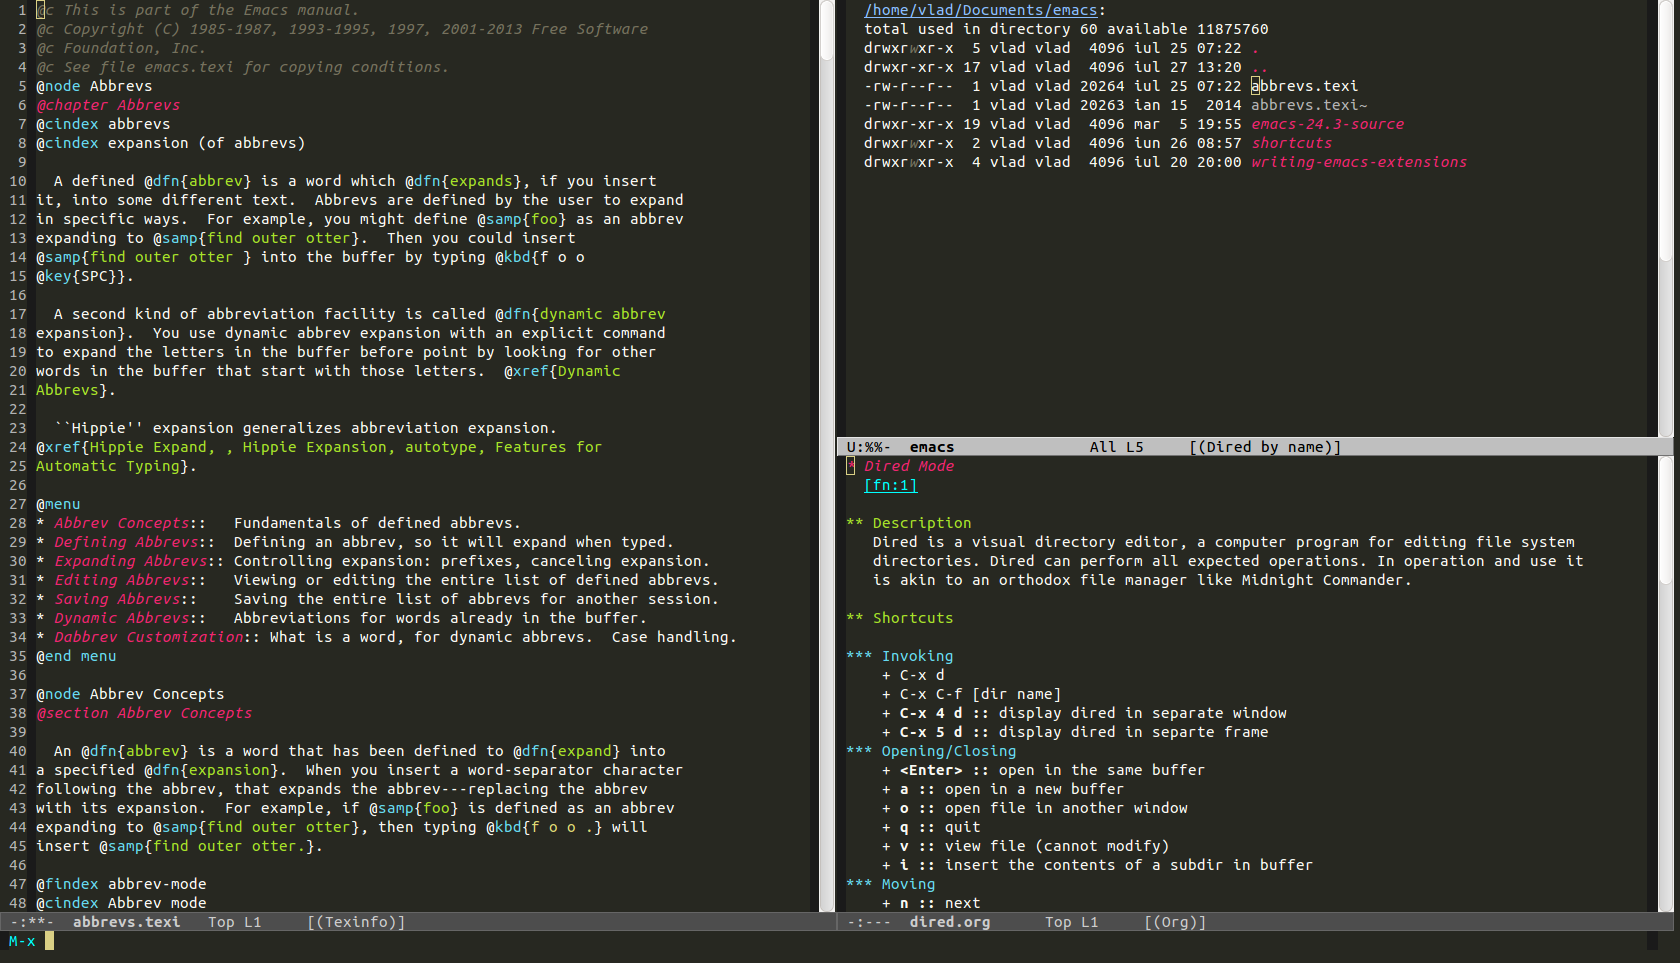 1 @c This is part of the Emacs manual.
2 @c Copyright (C) 1985-1987, 1993-1995, 1997, 2001-2013 Free Software
3 @c Foundation, Inc.
4 @c See file emacs.texi for copying conditions.
5 @node Abbrevs
6 @chapter Abbrevs
7 @cindex abbrevs
8 @cindex expansion (of abbrevs)
9
10   A defined @dfn{abbrev} is a word which @dfn{expands}, if you insert
11 it, into some different text.  Abbrevs are defined by the user to expand
12 in specific ways.  For example, you might define @samp{foo} as an abbrev
13 expanding to @samp{find outer otter}.  Then you could insert
14 @samp{find outer otter } into the buffer by typing @kbd{f o o
15 @key{SPC}}.
16
17   A second kind of abbreviation facility is called @dfn{dynamic abbrev
18 expansion}.  You use dynamic abbrev expansion with an explicit command
19 to expand the letters in the buffer before point by looking for other
20 words in the buffer that start with those letters.  @xref{Dynamic
21 Abbrevs}.
22
23   ``Hippie'' expansion generalizes abbreviation expansion.
24 @xref{Hippie Expand, , Hippie Expansion, autotype, Features for
25 Automatic Typing}.
26
27 @menu
28 * Abbrev Concepts::   Fundamentals of defined abbrevs.
29 * Defining Abbrevs::  Defining an abbrev, so it will expand when typed.
30 * Expanding Abbrevs:: Controlling expansion: prefixes, canceling expansion.
31 * Editing Abbrevs::   Viewing or editing the entire list of defined abbrevs.
32 * Saving Abbrevs::    Saving the entire list of abbrevs for another session.
33 * Dynamic Abbrevs::   Abbreviations for words already in the buffer.
34 * Dabbrev Customization:: What is a word, for dynamic abbrevs.  Case handling.
35 @end menu
36
37 @node Abbrev Concepts
38 @section Abbrev Concepts
39
40   An @dfn{abbrev} is a word that has been defined to @dfn{expand} into
41 a specified @dfn{expansion}.  When you insert a word-separator character
42 following the abbrev, that expands the abbrev---replacing the abbrev
43 with its expansion.  For example, if @samp{foo} is defined as an abbrev
44 expanding to @samp{find outer otter}, then typing @kbd{f o o .} will
45 insert @samp{find outer otter.}.
46
47 @findex abbrev-mode
48 @cindex Abbrev mode
-:**-  abbrevs.texi   Top L1     [(Texinfo)]
/home/vlad/Documents/emacs:
total used in directory 60 available 11875760
drwxrwxr-x  5 vlad vlad  4096 iul 25 07:22 .
drwxr-xr-x 17 vlad vlad  4096 iul 27 13:20 ..
-rw-r--r--  1 vlad vlad 20264 iul 25 07:22 abbrevs.texi
-rw-r--r--  1 vlad vlad 20263 ian 15  2014 abbrevs.texi~
drwxr-xr-x 19 vlad vlad  4096 mar  5 19:55 emacs-24.3-source
drwxrwxr-x  2 vlad vlad  4096 iun 26 08:57 shortcuts
drwxrwxr-x  4 vlad vlad  4096 iul 20 20:00 writing-emacs-extensions
U:%%-  emacs               All L5     [(Dired by name)]
* Dired Mode
[fn:1]
** Description
Dired is a visual directory editor, a computer program for editing file system
directories. Dired can perform all expected operations. In operation and use it
is akin to an orthodox file manager like Midnight Commander.
** Shortcuts
*** Invoking
+ C-x d
+ C-x C-f [dir name]
+ C-x 4 d :: display dired in separate window
+ C-x 5 d :: display dired in separte frame
*** Opening/Closing
+ <Enter> :: open in the same buffer
+ a :: open in a new buffer
+ o :: open file in another window
+ q :: quit
+ v :: view file (cannot modify)
+ i :: insert the contents of a subdir in buffer
*** Moving
+ n :: next
-:---  dired.org      Top L1     [(Org)]
M-x